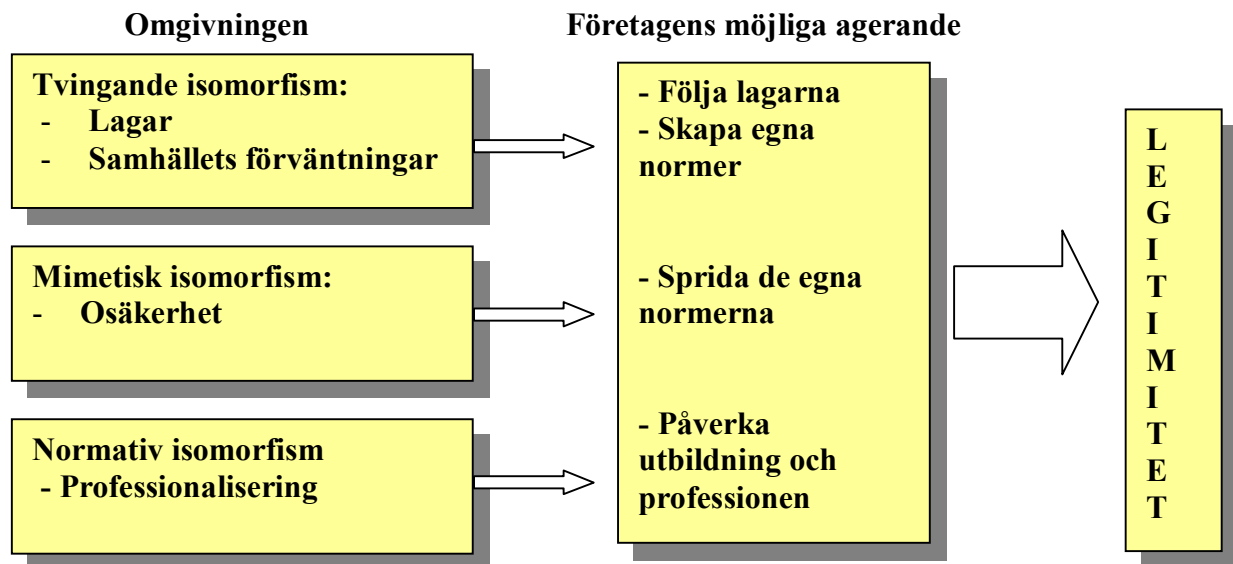 Omgivningen
Tvingande isomorfism:
- Lagar
- Samhällets förväntningar
Mimetisk isomorfism:
- Osäkerhet
Normativ isomorfism
- Professionalisering
Företagens möjliga agerande
- Följa lagarna
- Skapa egna
normer
- Sprida de egna
normerna
- Påverka
utbildning och
professionen
L
E
G
I
T
I
M
I
T
E
T